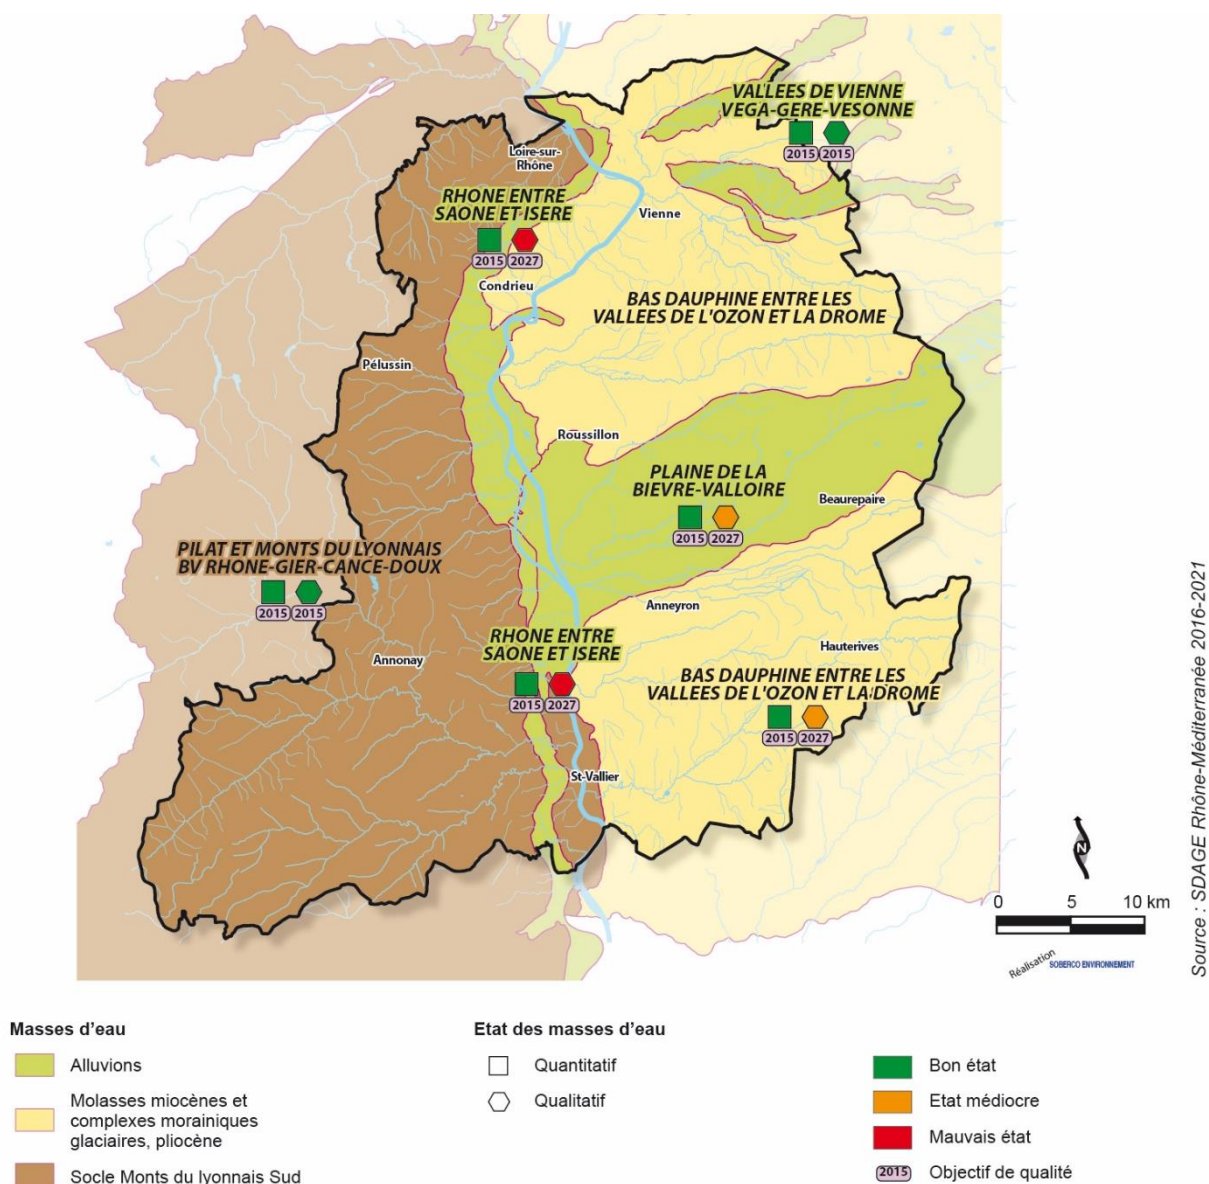 VALLEES DE VIENNE
VEGA-GERE-VESONNE
2015 2015
Loire-sur-
Rhône
RHONE ENTRE
SAONE ET ISERE
2015 2027
Vienne
Condrieu
BAS DAUPHINE ENTRE LES
VALLEES DE L'OZON ET LA DROME
Pélussin
Roussillon
PLAINE DE LA
BIEVRE-VALLOIRE
2015 2027
Beaurepaire
PILAT ET MONTS DU LYONNAIS
BV RHONE-GIER-CANCE-DOUX
2015 2015
Anneyron
RHONE ENTRE
SAONE ET ISERE
2015 2027
Annonay
Hauterives
BAS DAUPHINE ENTRE LES
VALLEES DE L'OZON ET LA DROME
2015 2027
St-Vallier
N
0 5 10 km
Réalisation SOBERCO ENVIRONNEMENT
Source : SDAGE Rhône-Méditerranée 2016-2021
Masses d'eau
Alluvions
Molasses miocènes et
complexes morainiques
glaciaires, pliocène
Socle Monts du lyonnais Sud
Etat des masses d'eau
Quantitatif
Qualitatif
Bon état
Etat médiocre
Mauvais état
2015 Objectif de qualité